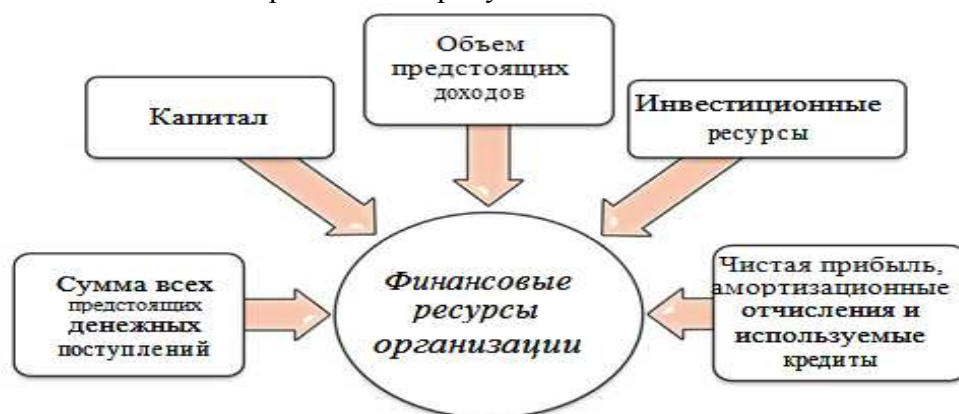 Объем
предстоящих
доходов
Капитал
Инвестиционные
ресурсы
Сумма всех
предстоящих
денежных
поступлений
Финансовые
ресурсы
организации
Чистая прибыль,
амортизационные
отчисления и
используемые
кредиты